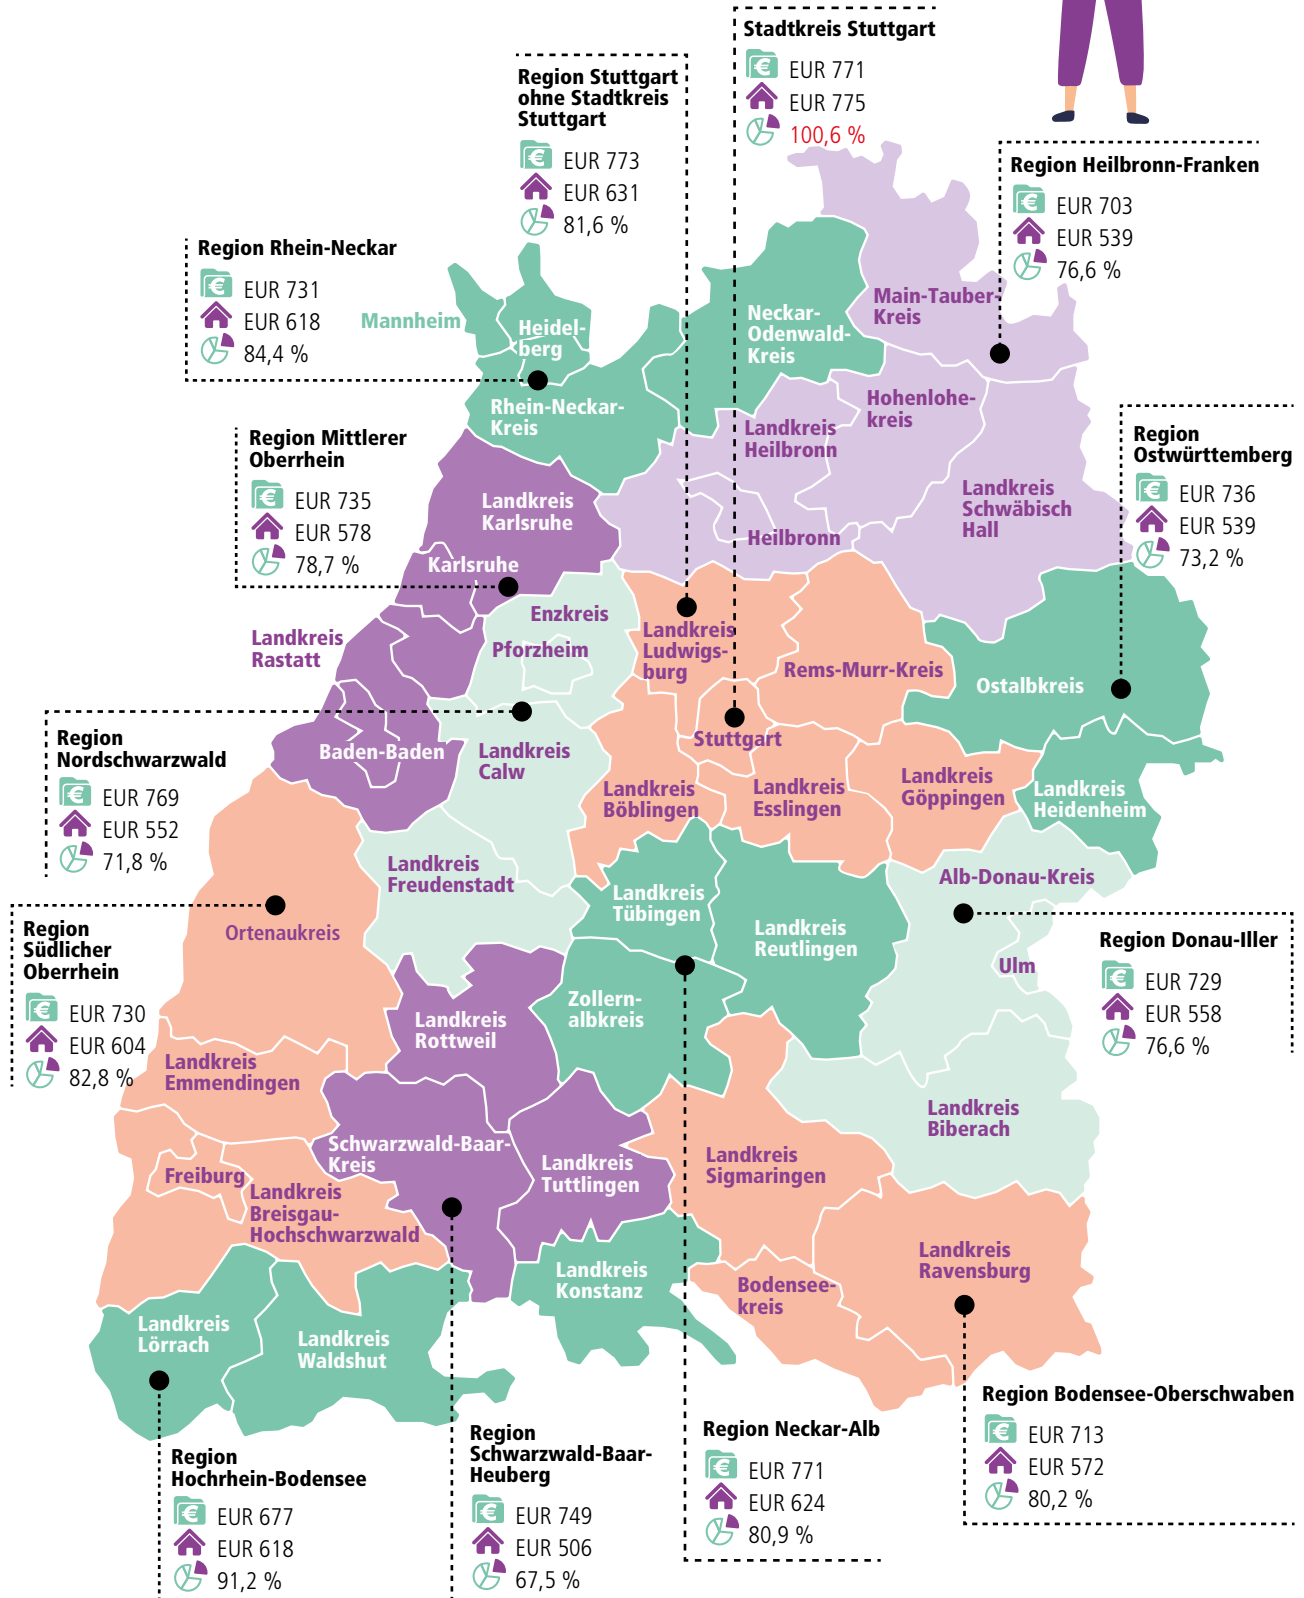 Stadtkreis Stuttgart
EUR 771
EUR 775
100,6 %
Region Stuttgart
ohne Stadtkreis
Stuttgart
EUR 773
EUR 631
81,6 %
Region Heilbronn-Franken
EUR 703
EUR 539
76,6 %
Region Rhein-Neckar
EUR 731
EUR 618
84,4 %
Mannheim
Heidel-
berg
Neckar-
Odenwald-
Kreis
Main-Tauber-
Kreis
Rhein-Neckar-
Kreis
Landkreis
Heilbronn
Hohenlohe-
kreis
Region Mittlerer
Oberrhein
EUR 735
EUR 578
78,7 %
Region
Ostwürttemberg
EUR 736
EUR 539
73,2 %
Landkreis
Karlsruhe
Karlsruhe
Heilbronn
Landkreis
Schwäbisch
Hall
Landkreis
Rastatt
Enzkreis
Pforzheim
Landkreis
Ludwigs-
burg
Rems-Murr-Kreis
Ostalbkreis
Region
Nordschwarzwald
EUR 769
EUR 552
71,8 %
Baden-Baden
Landkreis
Calw
Stuttgart
Landkreis
Böblingen
Landkreis
Esslingen
Landkreis
Göppingen
Landkreis
Heidenheim
Landkreis
Freudenstadt
Landkreis
Tübingen
Landkreis
Reutlingen
Alb-Donau-Kreis
Ulm
Region
Südlicher
Oberrhein
EUR 730
EUR 604
82,8 %
Ortenaukreis
Region Donau-Iller
EUR 729
EUR 558
76,6 %
Landkreis
Rottweil
Zollern-
albkreis
Landkreis
Emmendingen
Landkreis
Biberach
Schwarzwald-Baar-
Kreis
Landkreis
Tuttlingen
Landkreis
Sigmaringen
Freiburg
Landkreis
Breisgau-
Hochschwarzwald
Landkreis
Konstanz
Bodensee-
kreis
Landkreis
Ravensburg
Landkreis
Lörrach
Landkreis
Waldshut
Region
Hochrhein-Bodensee
EUR 677
EUR 618
91,2 %
Region
Schwarzwald-Baar-
Heuberg
EUR 749
EUR 506
67,5 %
Region Neckar-Alb
EUR 771
EUR 624
80,9 %
Region Bodensee-Oberschwaben
EUR 713
EUR 572
80,2 %